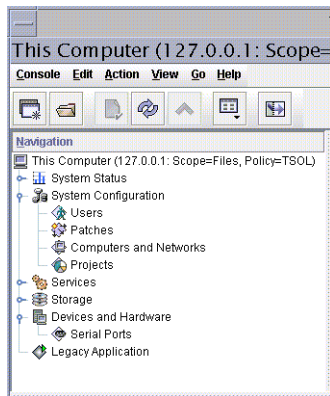 This Computer (127.0.0.1: Scope=
Console Edit Action View Go Help
Navigation
This Computer (127.0.0.1: Scope=Files, Policy=TSOL)
System Status
System Configuration
Users
Patches
Computers and Networks
Projects
Services
Storage
Devices and Hardware
Serial Ports
Legacy Application